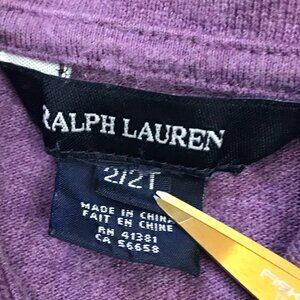 RALPH LAUREN
2/2T
MADE IN CHINA
FAIT EN CHINE
RN 41381
CA 56658